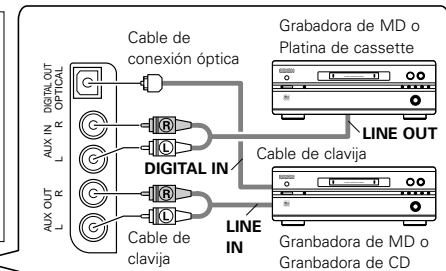 Grabadora de MD o
Platina de cassette
Cable de
conexión óptica
DIGITAL OUT
OPTICAL
AUX IN
R
L
R
L
LINE OUT
DIGITAL IN
Cable de clavija
AUX OUT
R
L
R
L
Cable de
clavija
LINE
IN
Granbadora de MD o
Granbadora de CD